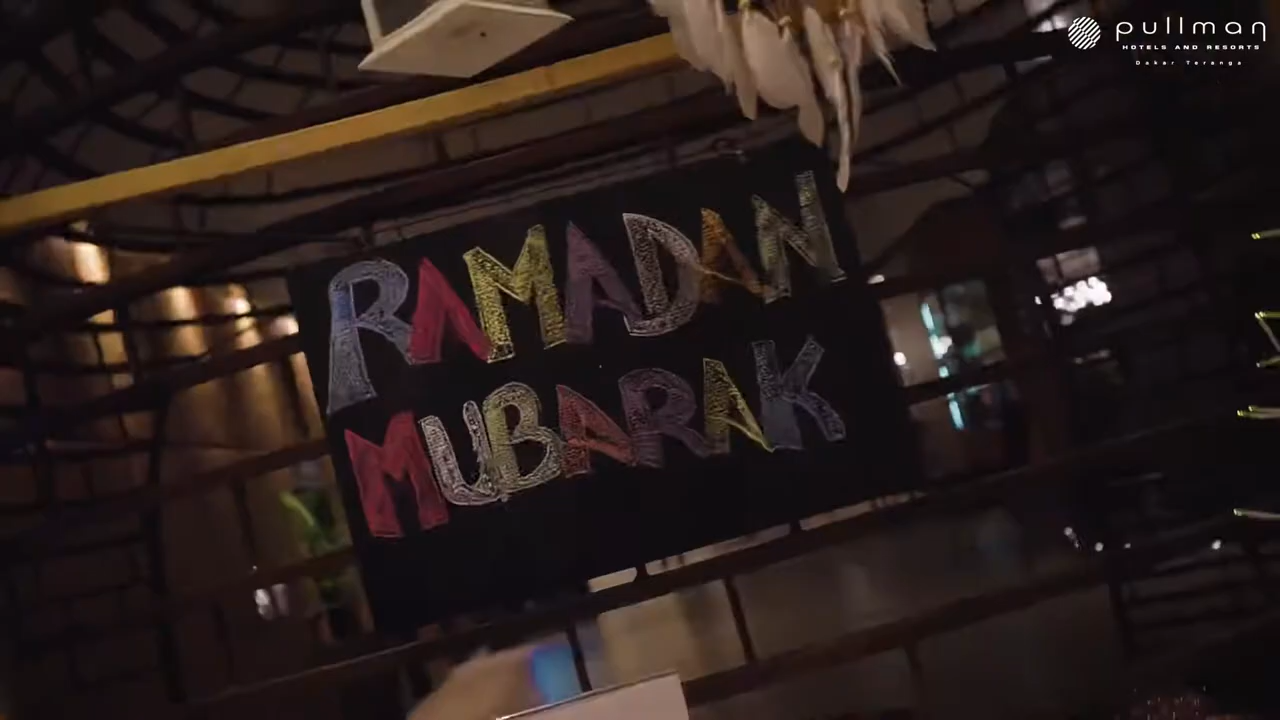 pullman
HOTELS AND RESORTS
Dakar Teranga
RAMADAN
MUBARAK